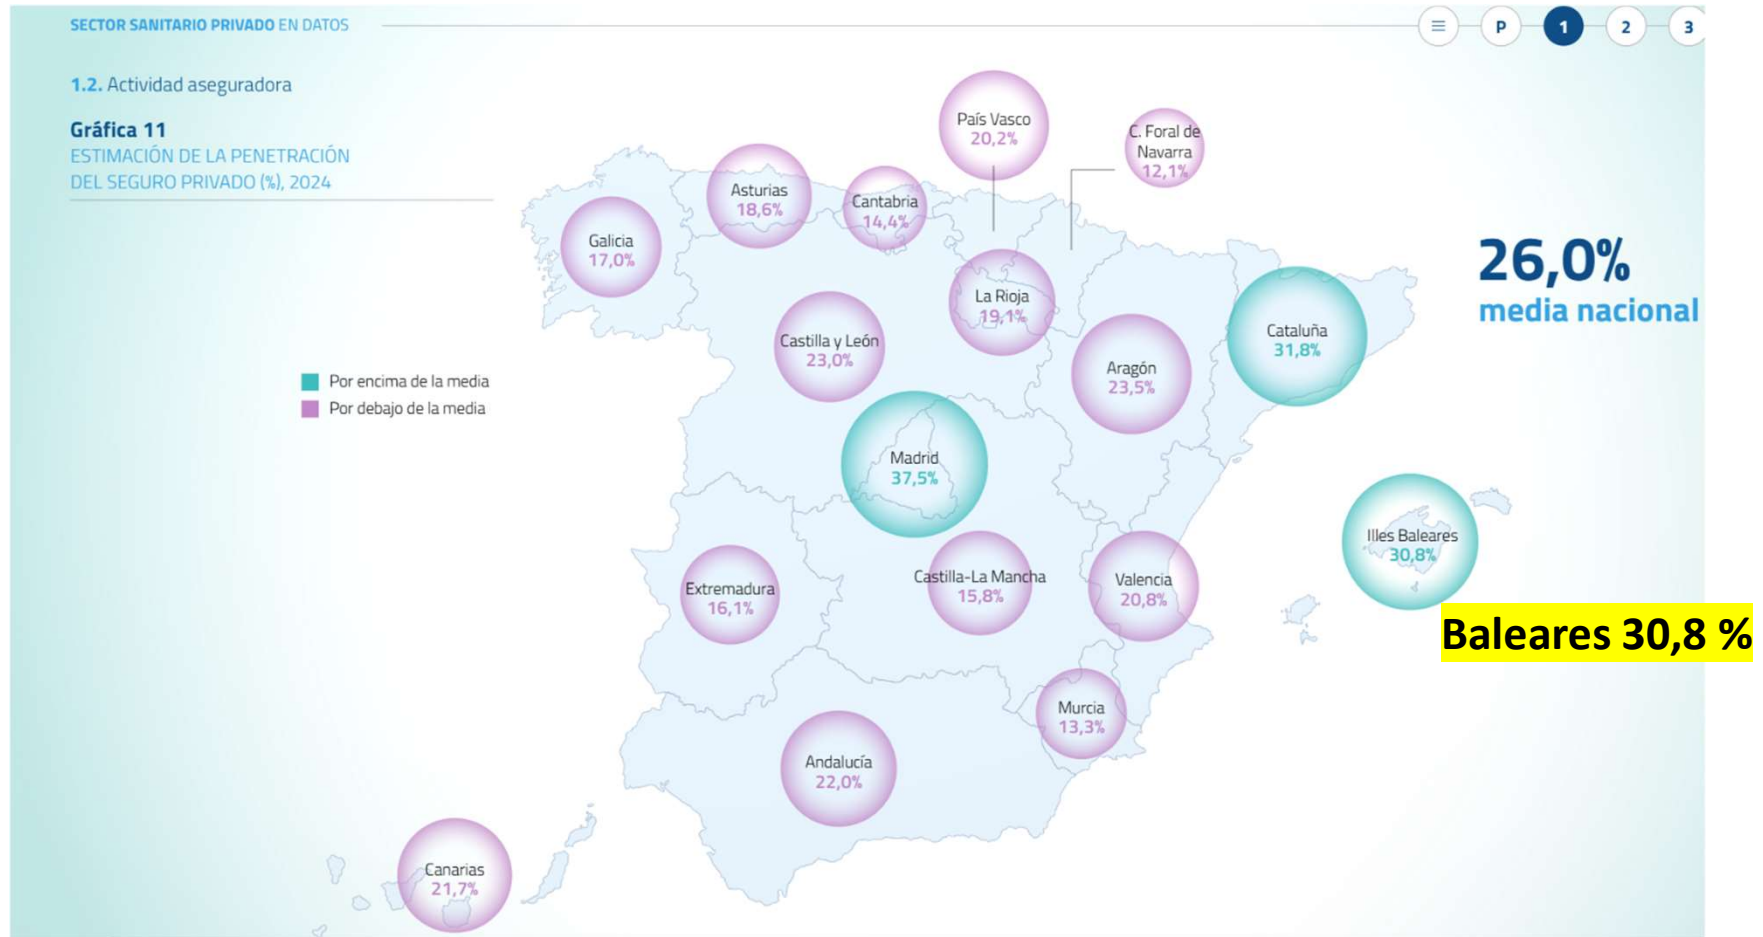 SECTOR SANITARIO PRIVADO EN DATOS
≡ P 1 2 3
1.2. Actividad aseguradora
Gráfica 11
ESTIMACIÓN DE LA PENETRACIÓN
DEL SEGURO PRIVADO (%), 2024
País Vasco
20,2%
C. Foral de
Navarra
12,1%
Asturias
18,6%
Cantabria
14,4%
Galicia
17,0%
26,0%
media nacional
La Rioja
19,1%
Castilla y León
23,0%
Cataluña
31,8%
Aragón
23,5%
Por encima de la media
Por debajo de la media
Madrid
37,5%
Illes Baleares
30,8%
Extremadura
16,1%
Castilla-La Mancha
15,8%
Valencia
20,8%
Baleares 30,8 %
Murcia
13,3%
Andalucía
22,0%
Canarias
21,7%